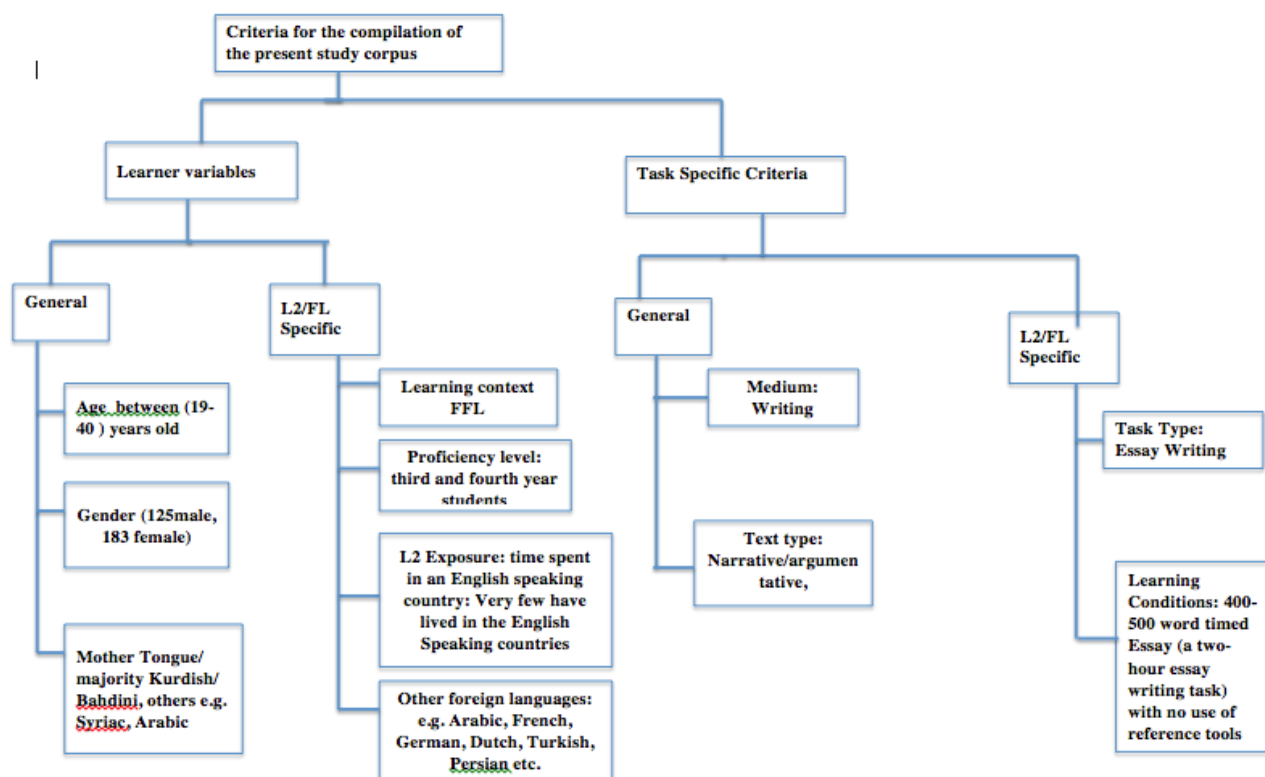 Criteria for the compilation of
the present study corpus
Learner variables
Task Specific Criteria
General
L2/FL
Specific
General
L2/FL
Specific
Age between (19-
40 ) years old
Gender (125male,
183 female)
Mother Tongue/
majority Kurdish/
Bahdini, others e.g.
Syriac, Arabic
Learning context
FFL
Proficiency level:
third and fourth year
students
L2 Exposure: time spent
in an English speaking
country: Very few have
lived in the English
Speaking countries
Other foreign languages:
e.g. Arabic, French,
German, Dutch, Turkish,
Persian etc.
Medium:
Writing
Text type:
Narrative/argumen
tative,
Task Type:
Essay Writing
Learning
Conditions: 400-
500 word timed
Essay (a two-
hour essay
writing task)
with no use of
reference tools